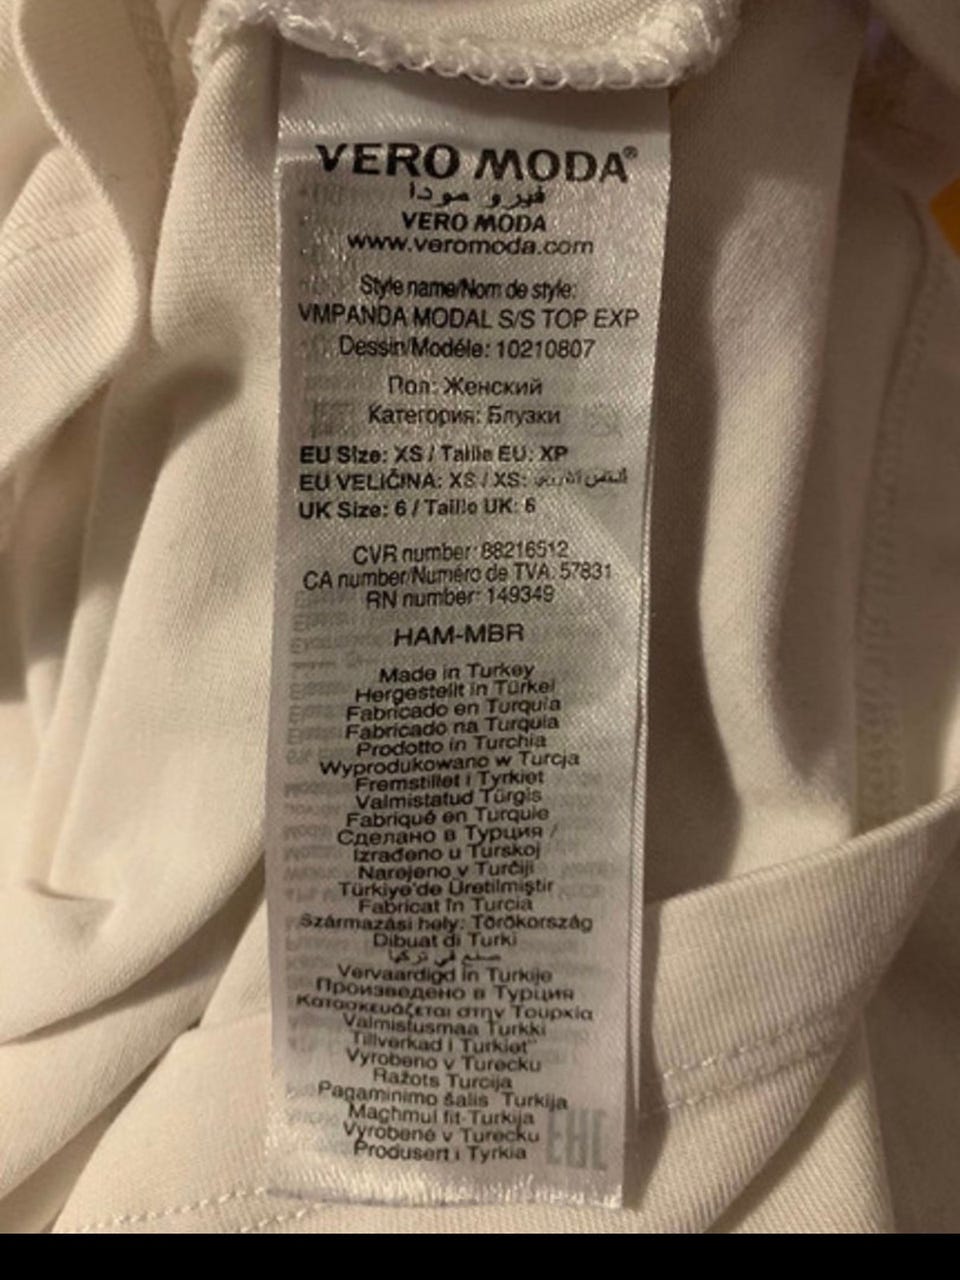 VERO MODA®
فيرو مودا
VERO MODA
www.veromoda.com
Style name/Nom de style:
VMPANDA MODAL S/S TOP EXP
Dessin/Modéle: 10210807
Пол: Женский
Категория: Блузки
EU Size: XS / Taille EU: XP
EU VELIČINA: XS / XS:
UK Size: 6 / Taille UK: 6
CVR number: 88216512
CA number/Numéro de TVA: 57831
RN number: 149349
HAM-MBR
Made in Turkey
Hergestellt in Türkei
Fabricado en Turquía
Fabricado na Turquia
Prodotto in Turchia
Wyprodukowano w Turcja
Fremstillet i Tyrkiet
Valmistatud Türgis
Fabriqué en Turquie
Сделано в Турция /
Izrađeno u Turskoj
Narejeno v Turčiji
Türkiye'de Üretilmiştir
Fabricat în Turcia
Származási hely: Törökország
Dibuat di Turki
صنع في تركيا
Vervaardigd in Turkije
Произведено в Турция
Κατασκευάζεται στην Τουρκία
Valmistusmaa Turkki
Tillverkad i Turkiet
Vyrobeno v Turecku
Ražots Turcija
Pagaminimo šalis Turkija
Magħmul fit-Turkija
Vyrobené v Turecku
Produsert i Tyrkia